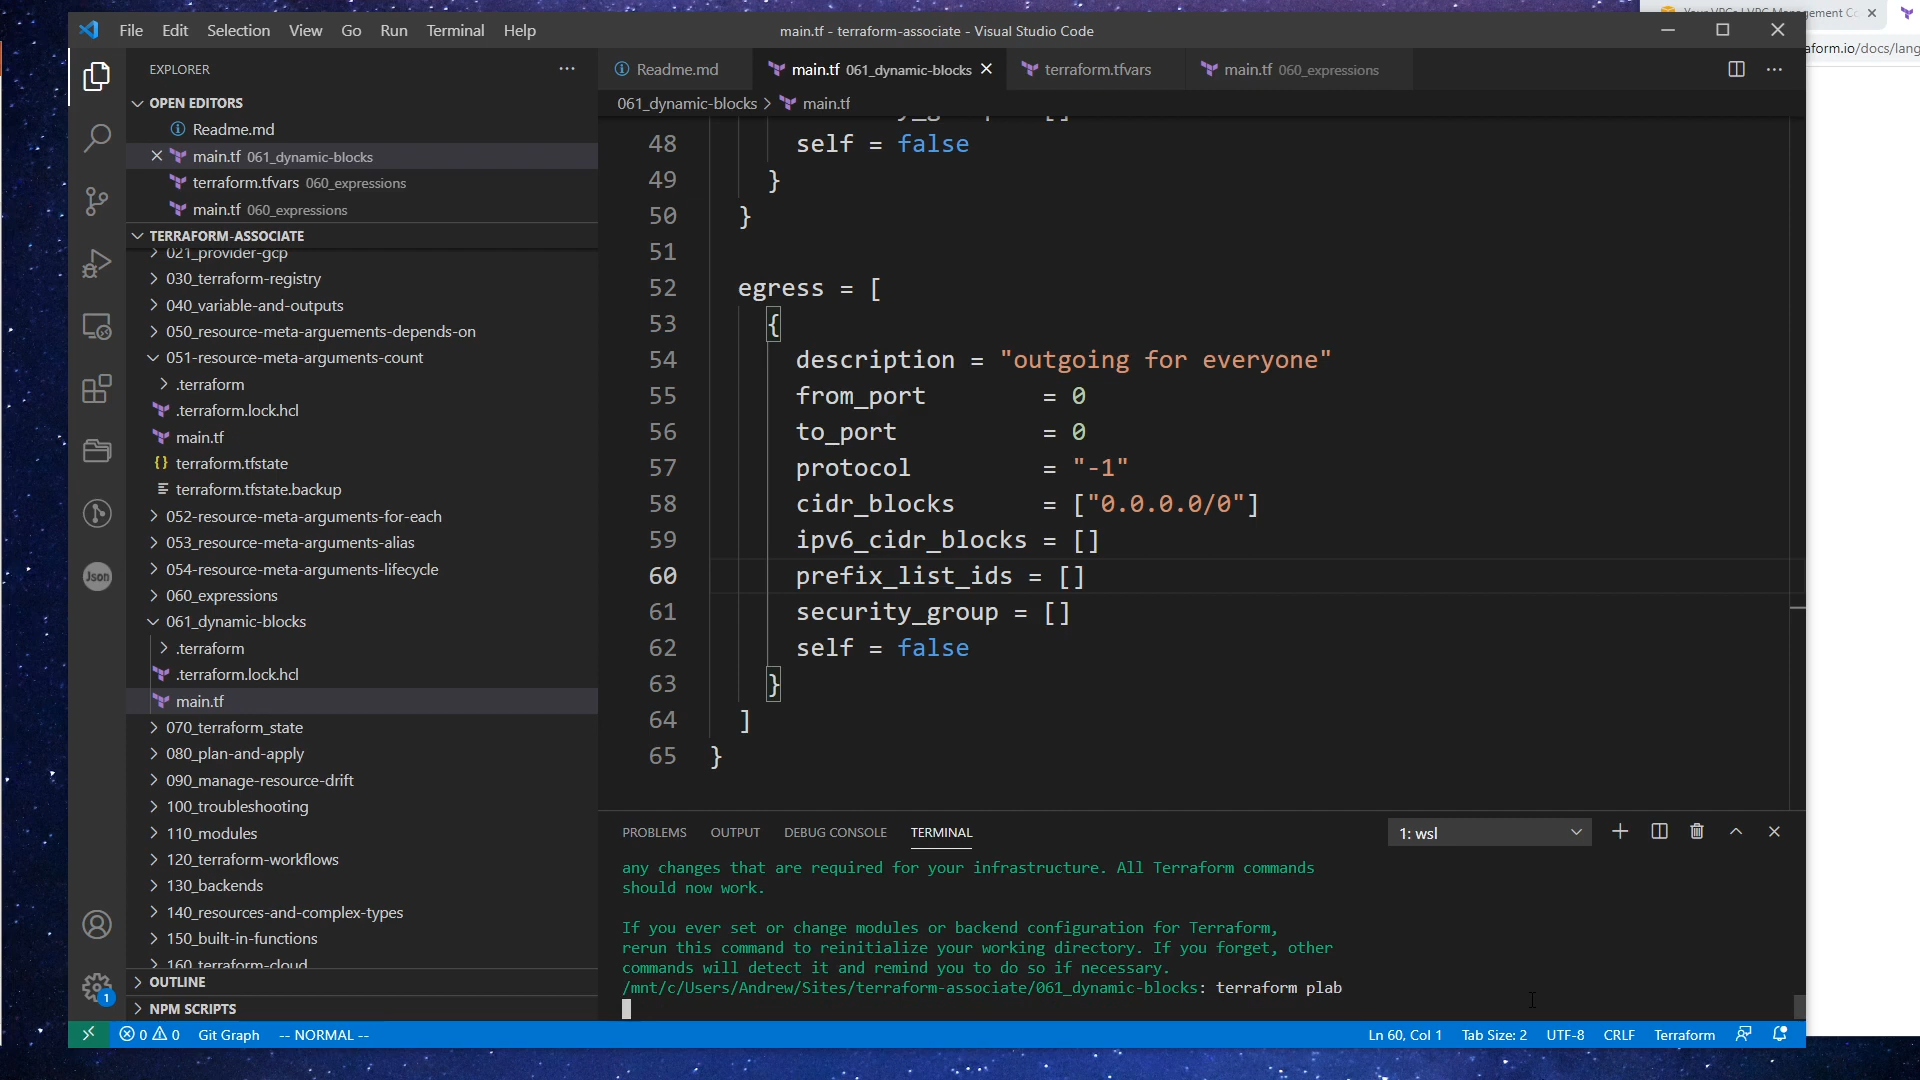 File Edit Selection View Go Run Terminal Help
main.tf - terraform-associate - Visual Studio Code
aform.io/docs/lang
EXPLORER
OPEN EDITORS
Readme.md
main.tf 061_dynamic-blocks
terraform.tfvars 060_expressions
main.tf 060_expressions
TERRAFORM-ASSOCIATE
021_provider-gcp
030_terraform-registry
040_variable-and-outputs
050_resource-meta-arguements-depends-on
051-resource-meta-arguments-count
.terraform
.terraform.lock.hcl
main.tf
terraform.tfstate
terraform.tfstate.backup
052-resource-meta-arguments-for-each
053_resource-meta-arguments-alias
054-resource-meta-arguments-lifecycle
060_expressions
061_dynamic-blocks
.terraform
.terraform.lock.hcl
main.tf
070_terraform_state
080_plan-and-apply
090_manage-resource-drift
100_troubleshooting
110_modules
120_terraform-workflows
130_backends
140_resources-and-complex-types
150_built-in-functions
160_terraform-cloud
OUTLINE
NPM SCRIPTS
Json
1
Readme.md
main.tf 061_dynamic-blocks
terraform.tfvars
main.tf 060_expressions
061_dynamic-blocks > main.tf
48 self = false
49 }
50 }
51
52 egress = [
53 {
54 description = "outgoing for everyone"
55 from_port = 0
56 to_port = 0
57 protocol = "-1"
58 cidr_blocks = ["0.0.0.0/0"]
59 ipv6_cidr_blocks = []
60 prefix_list_ids = []
61 security_group = []
62 self = false
63 }
64 ]
65 }
PROBLEMS OUTPUT DEBUG CONSOLE TERMINAL
1: wsl
any changes that are required for your infrastructure. All Terraform commands
should now work.
If you ever set or change modules or backend configuration for Terraform,
rerun this command to reinitialize your working directory. If you forget, other
commands will detect it and remind you to do so if necessary.
/mnt/c/Users/Andrew/Sites/terraform-associate/061_dynamic-blocks: terraform plab
0 0 Git Graph -- NORMAL --
Ln 60, Col 1 Tab Size: 2 UTF-8 CRLF Terraform